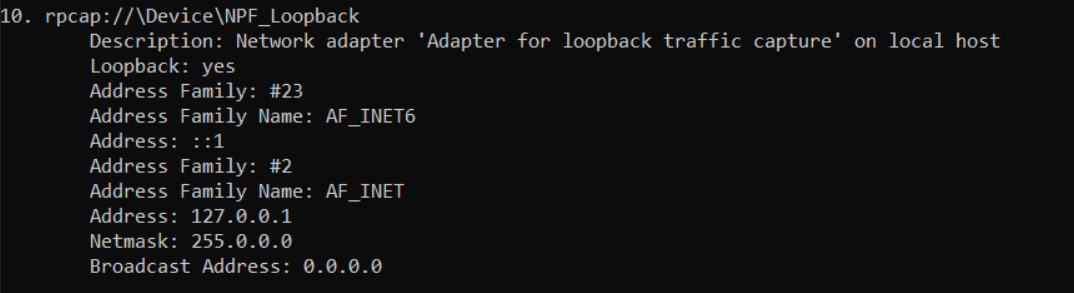 10. rpcap://\Device\NPF_Loopback
Description: Network adapter 'Adapter for loopback traffic capture' on local host
Loopback: yes
Address Family: #23
Address Family Name: AF_INET6
Address: ::1
Address Family: #2
Address Family Name: AF_INET
Address: 127.0.0.1
Netmask: 255.0.0.0
Broadcast Address: 0.0.0.0